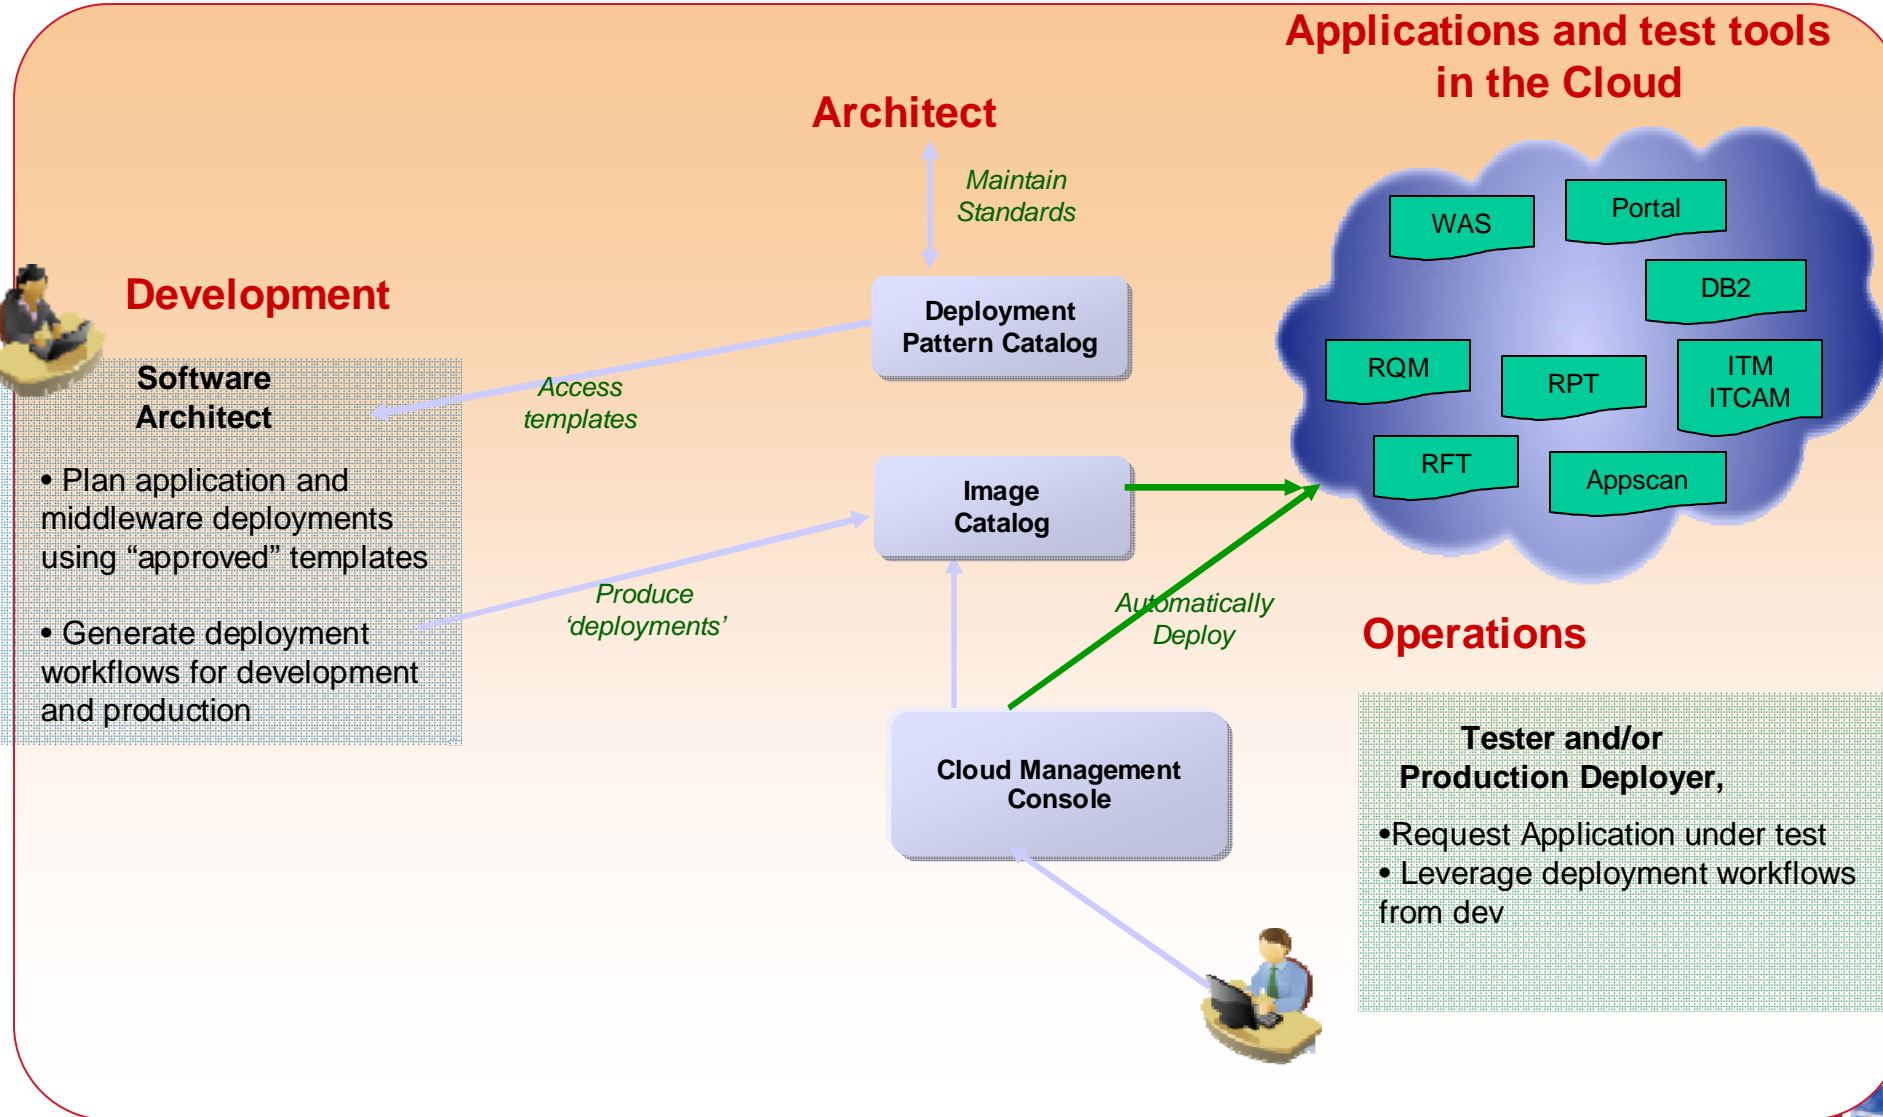 Applications and test tools
in the Cloud
Architect
Maintain
Standards
WAS
Portal
DB2
RQM
RPT
ITM
ITCAM
RFT
Appscan
Development
Software
Architect
• Plan application and
middleware deployments
using “approved” templates
• Generate deployment
workflows for development
and production
Access
templates
Produce
‘deployments’
Deployment
Pattern Catalog
Image
Catalog
Automatically
Deploy
Cloud Management
Console
Operations
Tester and/or
Production Deployer,
•Request Application under test
• Leverage deployment workflows
from dev